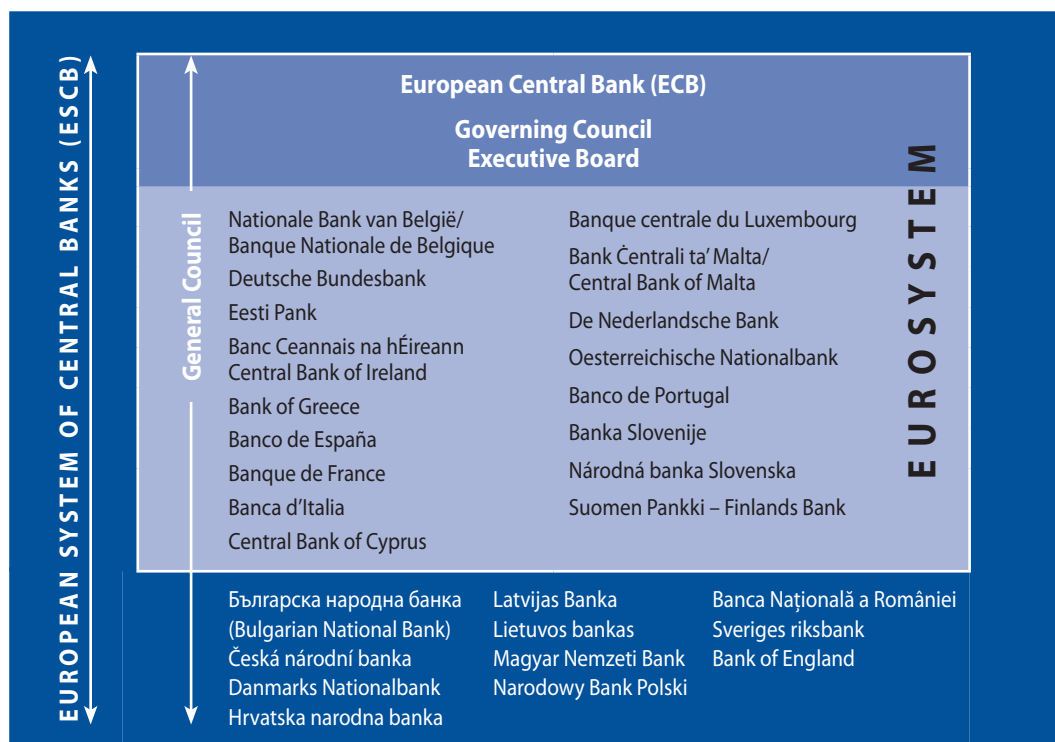 EUROPEAN SYSTEM OF CENTRAL BANKS (ESCB)
General Council
European Central Bank (ECB)
Governing Council
Executive Board
EUROSYSTEM
Nationale Bank van België/
Banque Nationale de Belgique
Deutsche Bundesbank
Eesti Pank
Banc Ceannais na hÉireann
Central Bank of Ireland
Bank of Greece
Banco de España
Banque de France
Banca d’Italia
Central Bank of Cyprus
Banque centrale du Luxembourg
Bank Ċentrali ta’ Malta/
Central Bank of Malta
De Nederlandsche Bank
Oesterreichische Nationalbank
Banco de Portugal
Banka Slovenije
Národná banka Slovenska
Suomen Pankki – Finlands Bank
Българска народна банка
(Bulgarian National Bank)
Česká národní banka
Danmarks Nationalbank
Hrvatska narodna banka
Latvijas Banka
Lietuvos bankas
Magyar Nemzeti Bank
Narodowy Bank Polski
Banca Națională a României
Sveriges riksbank
Bank of England